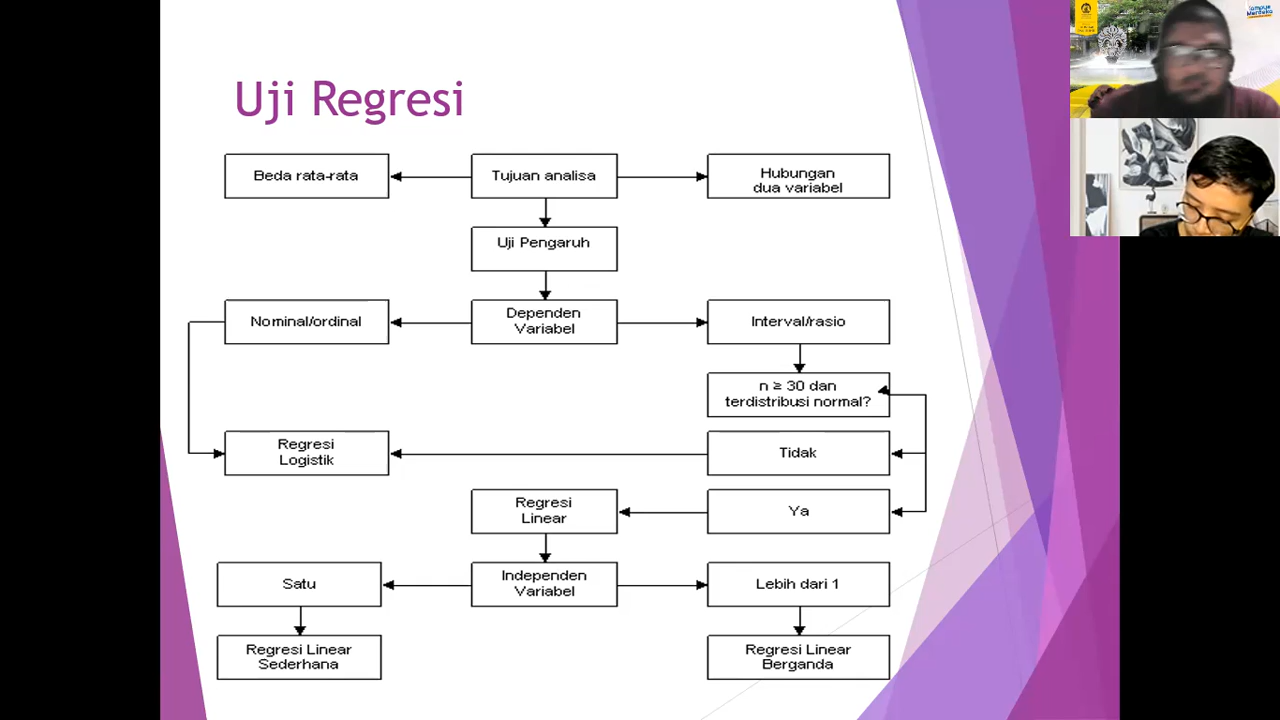 Uji Regresi
Beda rata-rata
Tujuan analisa
Hubungan
dua variabel
Uji Pengaruh
Nominal/ordinal
Dependen
Variabel
Interval/rasio
n ≥ 30 dan
terdistribusi normal?
Regresi
Logistik
Tidak
Regresi
Linear
Ya
Satu
Independen
Variabel
Lebih dari 1
Regresi Linear
Sederhana
Regresi Linear
Berganda